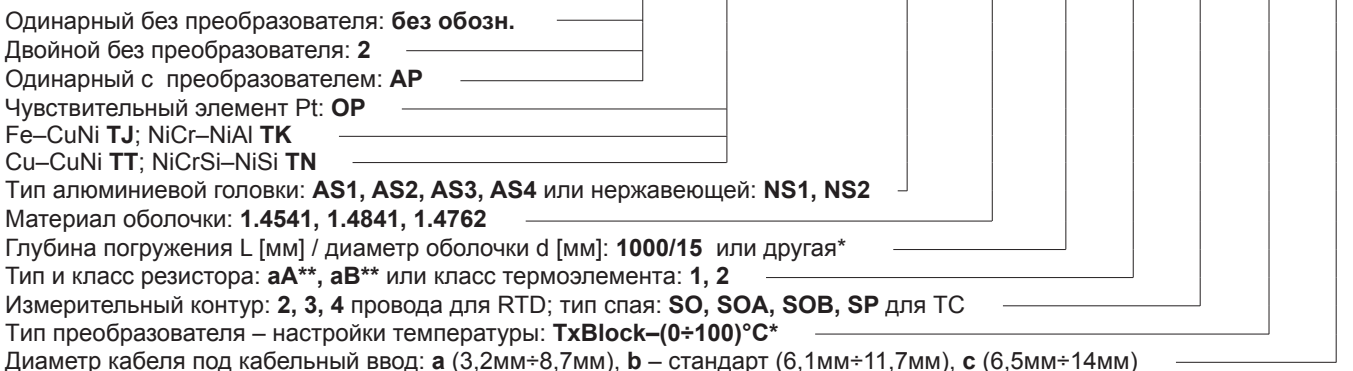 Одинарный без преобразователя: без обозн.
Двойной без преобразователя: 2
Одинарный с преобразователем: AP
Чувствительный элемент Pt: OP
Fe–CuNi TJ; NiCr–NiAl TK
Cu–CuNi TT; NiCrSi–NiSi TN
Тип алюминиевой головки: AS1, AS2, AS3, AS4 или нержавеющей: NS1, NS2
Материал оболочки: 1.4541, 1.4841, 1.4762
Глубина погружения L [мм] / диаметр оболочки d [мм]: 1000/15 или другая*
Тип и класс резистора: aA**, aB** или класс термоэлемента: 1, 2
Измерительный контур: 2, 3, 4 провода для RTD; тип спая: SO, SOA, SOB, SP для ТС
Тип преобразователя – настройки температуры: TxBlock–(0÷100)°C*
Диаметр кабеля под кабельный ввод: a (3,2мм÷8,7мм), b – стандарт (6,1мм÷11,7мм), c (6,5мм÷14мм)